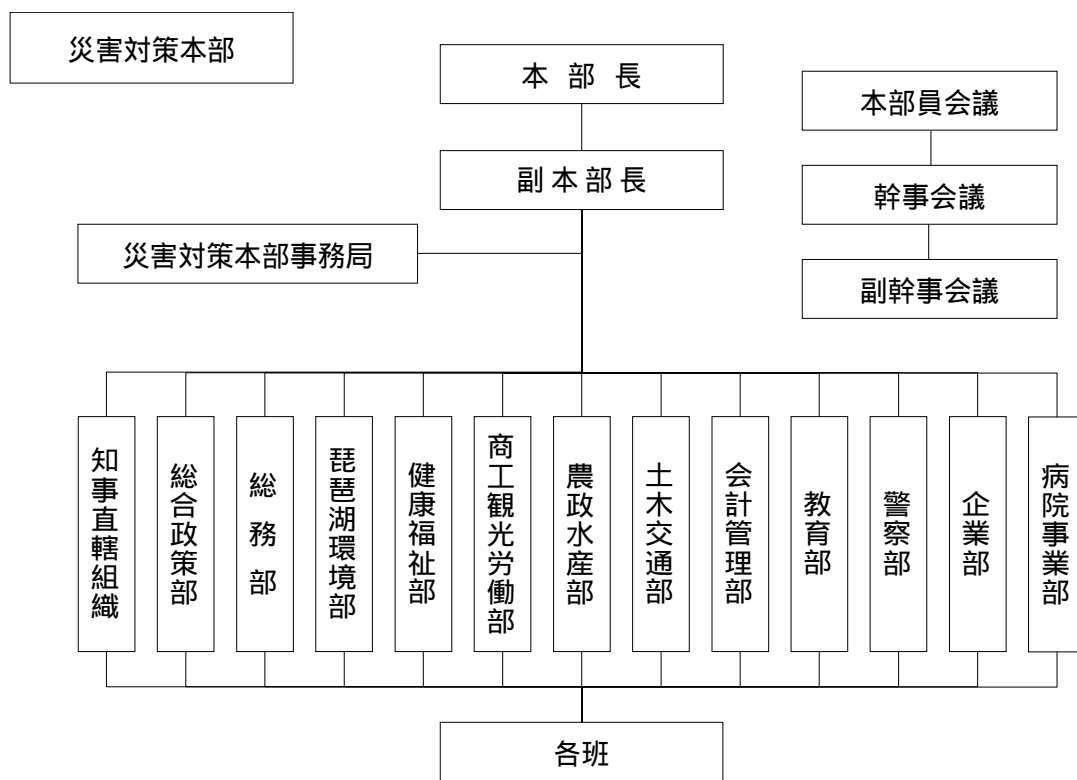 災害対策本部
本部長
本部員会議
副本部長
幹事会議
災害対策本部事務局
副幹事会議
知事直轄組織
総合政策部
総務部
琵琶湖環境部
健康福祉部
商工観光労働部
農政水産部
土木交通部
会計管理部
教育部
警察部
企業部
病院事業部
各班